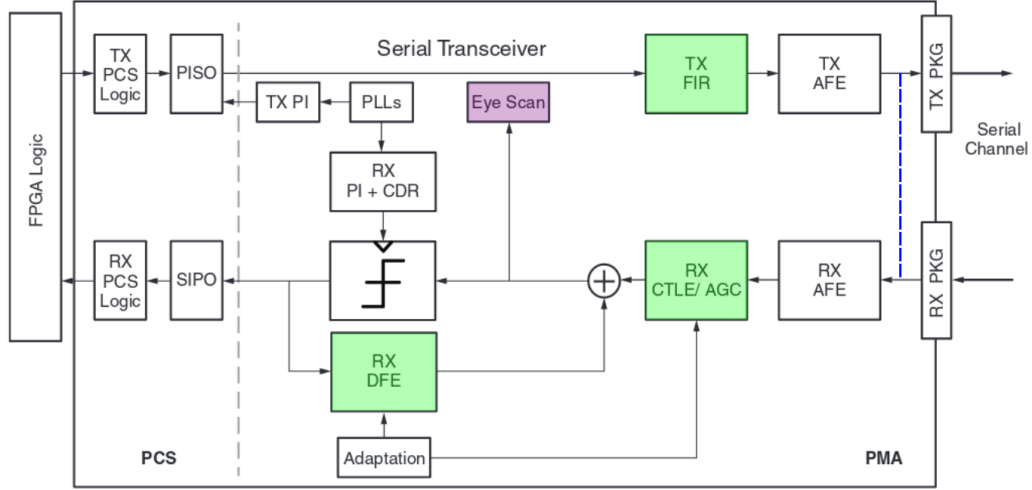 Serial Transceiver
FPGA Logic
TX
PCS
Logic
PISO
TX PI
PLLs
Eye Scan
TX
FIR
TX
AFE
TX PKG
Serial
Channel
RX
PI + CDR
RX
PCS
Logic
SIPO
RX
CTLE/ AGC
RX
AFE
RX PKG
RX
DFE
Adaptation
PCS
PMA